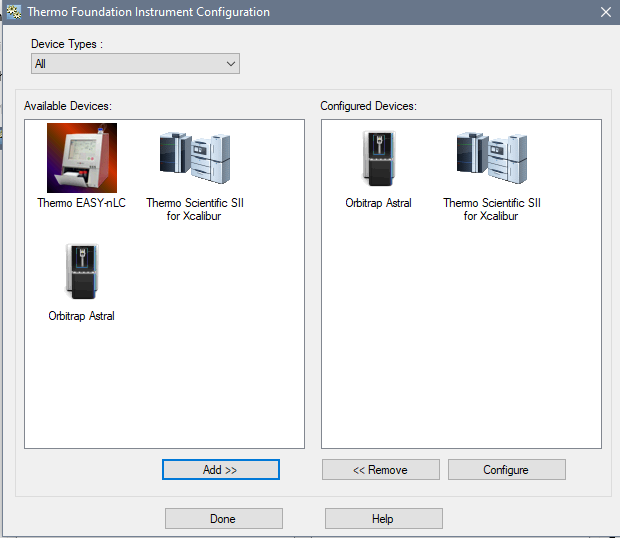 Thermo Foundation Instrument Configuration
Device Types :
All
Available Devices:
Configured Devices:
Thermo EASY-nLC
Thermo Scientific SII
for Xcalibur
Orbitrap Astral
Thermo Scientific SII
for Xcalibur
Orbitrap Astral
Add >>
<< Remove
Configure
Done
Help